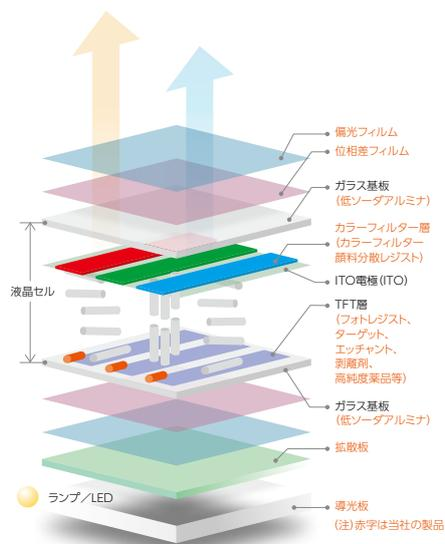 偏光フィルム
位相差フィルム
ガラス基板
(低ソーダアルミナ)
カラーフィルター層
(カラーフィルター
顔料分散レジスト)
ITO電極(ITO)
液晶セル
TFT層
(フォトレジスト、
ターゲット、
エッチャント、
剥離剤、
高純度薬品等)
ガラス基板
(低ソーダアルミナ)
拡散板
ランプ/LED
導光板
(注)赤字は当社の製品